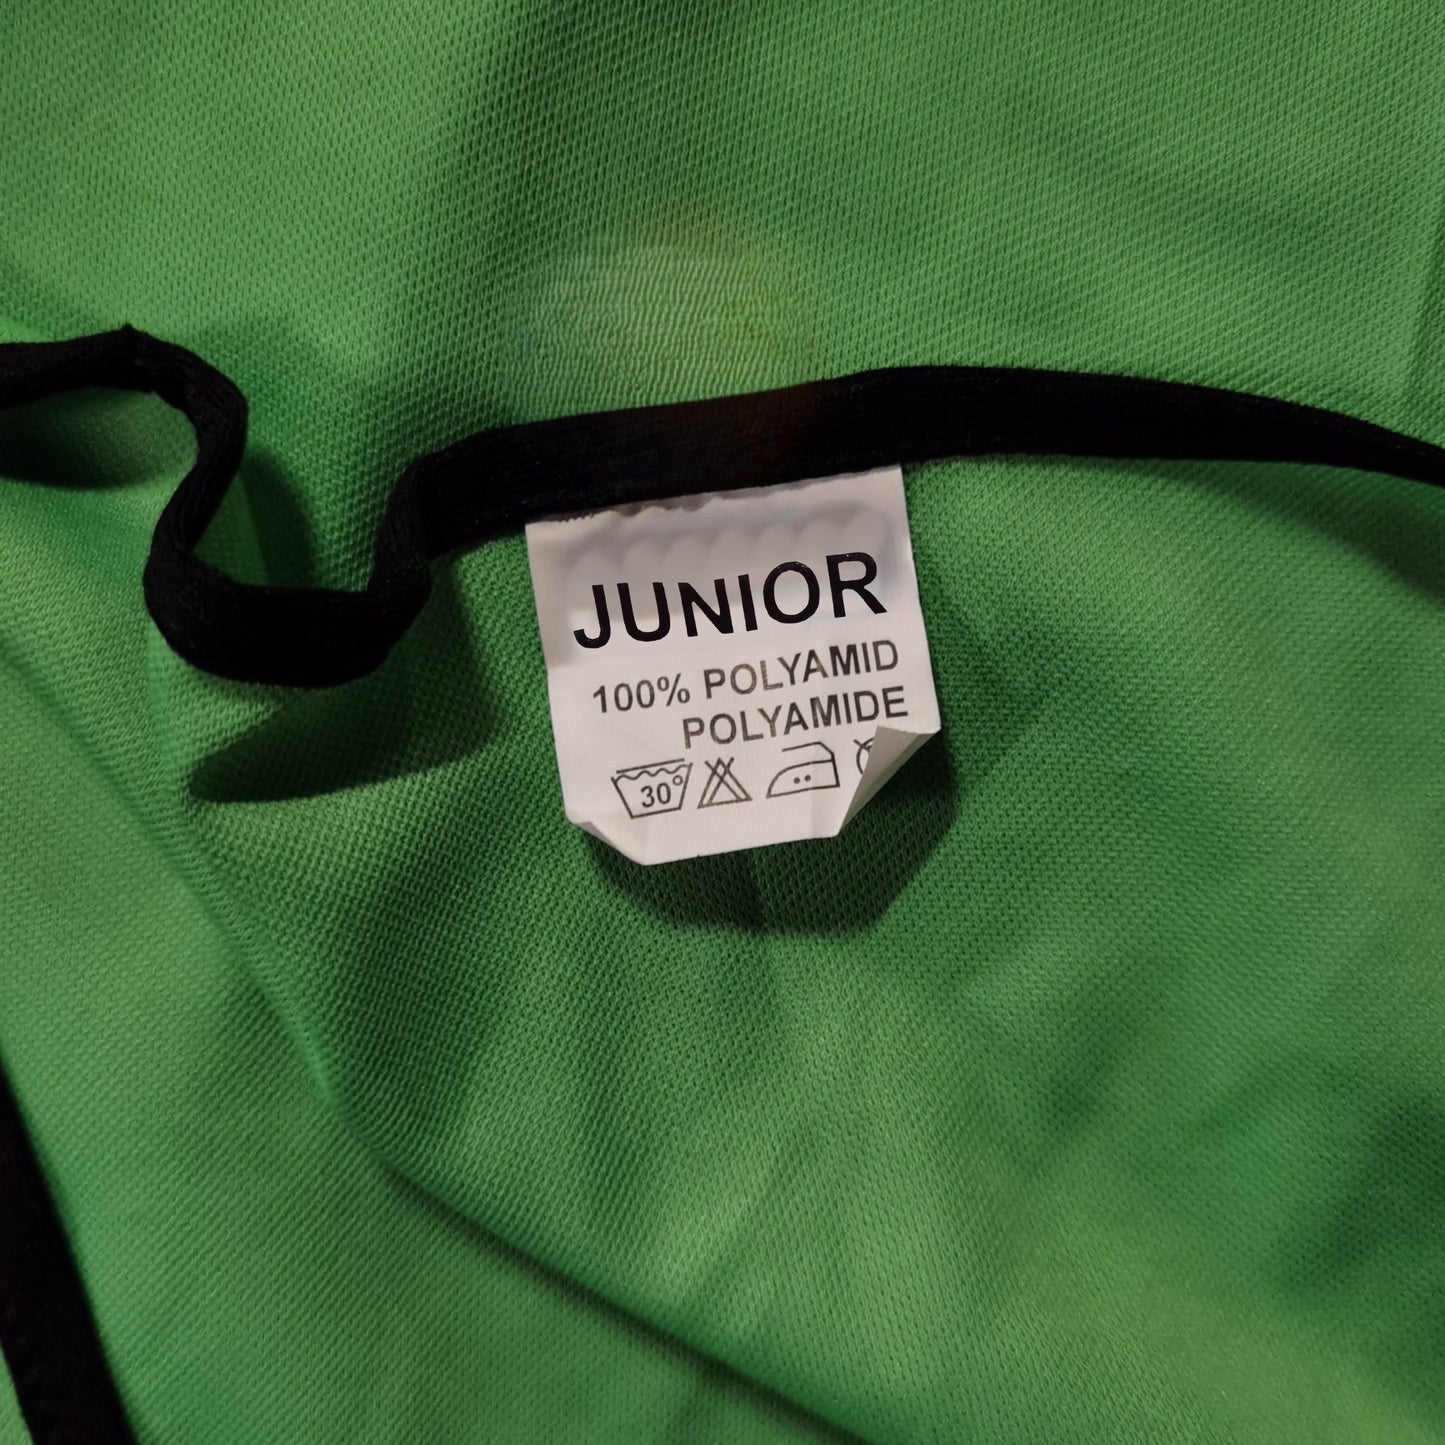 JUNIOR
100% POLYAMID
POLYAMIDE
30°